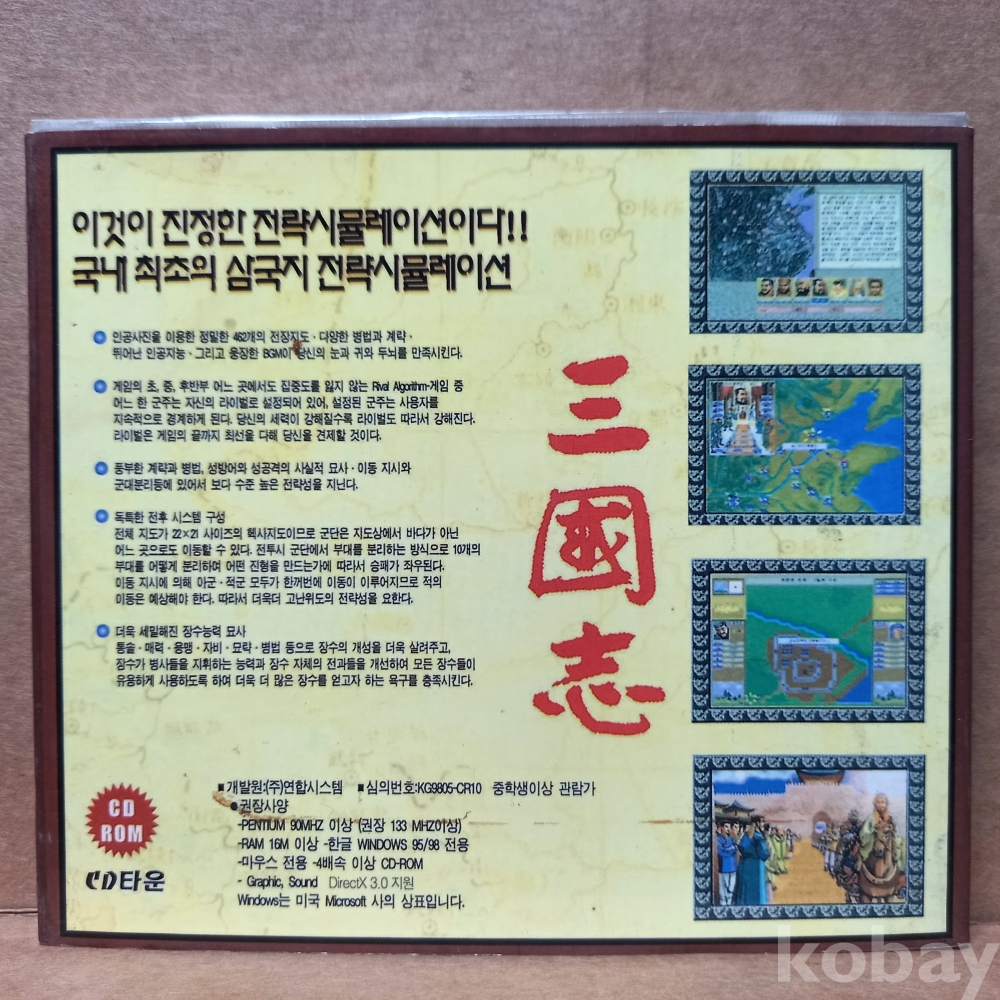 이것이 진정한 전략시뮬레이션이다!!
국내 최초의 삼국지 전략시뮬레이션
인공사진을 이용한 정밀한 462개의 전장지도·다양한 병법과 계략·
뛰어난 인공지능·그리고 웅장한 BGM이 당신의 눈과 귀와 두뇌를 만족시킨다.
게임의 초, 중, 후반부 어느 곳에서도 집중도를 잃지 않는 Rival Algorithm-게임 중
어느 한 군주는 자신의 라이벌로 설정되어 있어, 설정된 군주는 사용자를
지속적으로 경계하게 된다. 당신의 세력이 강해질수록 라이벌도 따라서 강해진다.
라이벌은 게임의 끝까지 최선을 다해 당신을 견제할 것이다.
풍부한 계략과 병법, 성방어와 성공격의 사실적 묘사·이동 지시와
군대분리등에 있어서 보다 수준 높은 전략성을 지닌다.
독특한 전후 시스템 구성
전체 지도가 22×21 사이즈의 헥사지도이므로 군단은 지도상에서 바다가 아닌
어느 곳으로도 이동할 수 있다. 전투시 군단에서 부대를 분리하는 방식으로 10개의
부대를 어떻게 분리하여 어떤 진형을 만드는가에 따라서 승패가 좌우된다.
이동 지시에 의해 아군·적군 모두가 한꺼번에 이동이 이루어지므로 적의
이동은 예상해야 한다. 따라서 더욱더 고난위도의 전략성을 요한다.
더욱 세밀해진 장수능력 묘사
통솔·매력·용맹·자비·묘략·병법 등으로 장수의 개성을 더욱 살려주고,
장수가 병사들을 지휘하는 능력과 장수 자체의 전과들을 개선하여 모든 장수들이
유용하게 사용하도록 하여 더욱 더 많은 장수를 얻고자 하는 욕구를 충족시킨다.
三
國
志
■개발원:(주)연합시스템 ■심의번호:KG9805-CR10 중학생이상 관람가
●권장사양
-PENTIUM 90MHZ 이상 (권장 133 MHZ이상)
-RAM 16M 이상 -한글 WINDOWS 95/98 전용
-마우스 전용 -4배속 이상 CD-ROM
- Graphic, Sound DirectX 3.0 지원
Windows는 미국 Microsoft 사의 상표입니다.
CD
ROM
CD타운
kobay